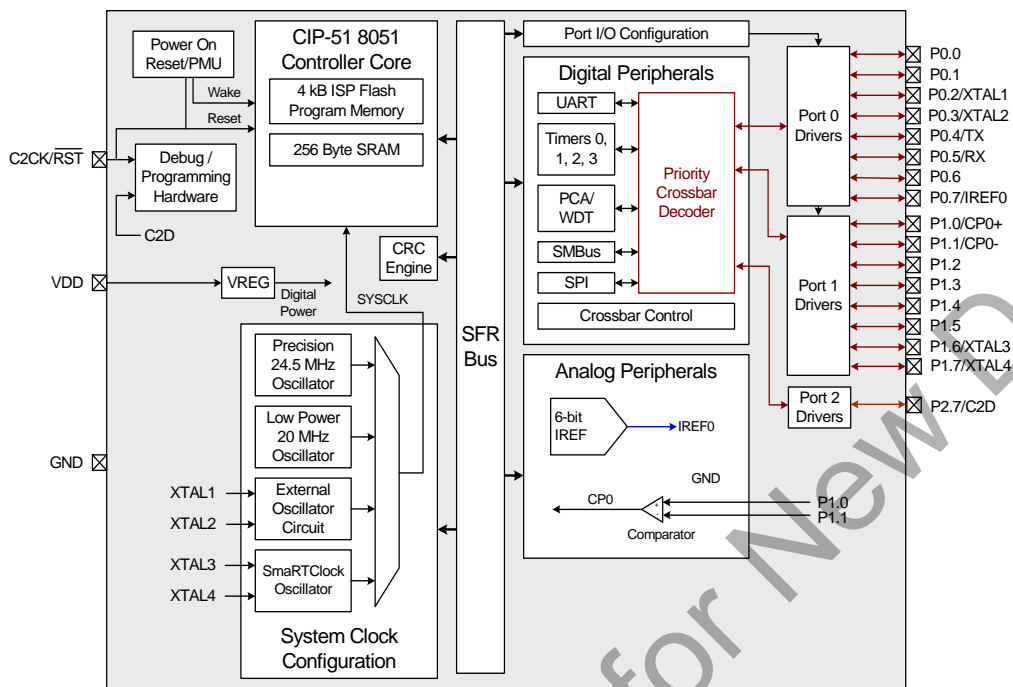 Power On
Reset/PMU
Wake
Reset
C2CK/RST
Debug /
Programming
Hardware
C2D
VDD
VREG
Digital
Power
GND
CIP-51 8051
Controller Core
4 kB ISP Flash
Program Memory
256 Byte SRAM
CRC
Engine
SYSCLK
Precision
24.5 MHz
Oscillator
Low Power
20 MHz
Oscillator
XTAL1
XTAL2
External
Oscillator
Circuit
XTAL3
XTAL4
SmaRTClock
Oscillator
System Clock
Configuration
SFR
Bus
Port I/O Configuration
Digital Peripherals
UART
Timers 0,
1, 2, 3
PCA/
WDT
SMBus
SPI
Priority
Crossbar
Decoder
Crossbar Control
Analog Peripherals
6-bit
IREF
IREF0
GND
CP0
+
-
Comparator
P1.0
P1.1
Port 0
Drivers
Port 1
Drivers
Port 2
Drivers
P0.0
P0.1
P0.2/XTAL1
P0.3/XTAL2
P0.4/TX
P0.5/RX
P0.6
P0.7/IREF0
P1.0/CP0+
P1.1/CP0-
P1.2
P1.3
P1.4
P1.5
P1.6/XTAL3
P1.7/XTAL4
P2.7/C2D
for New D